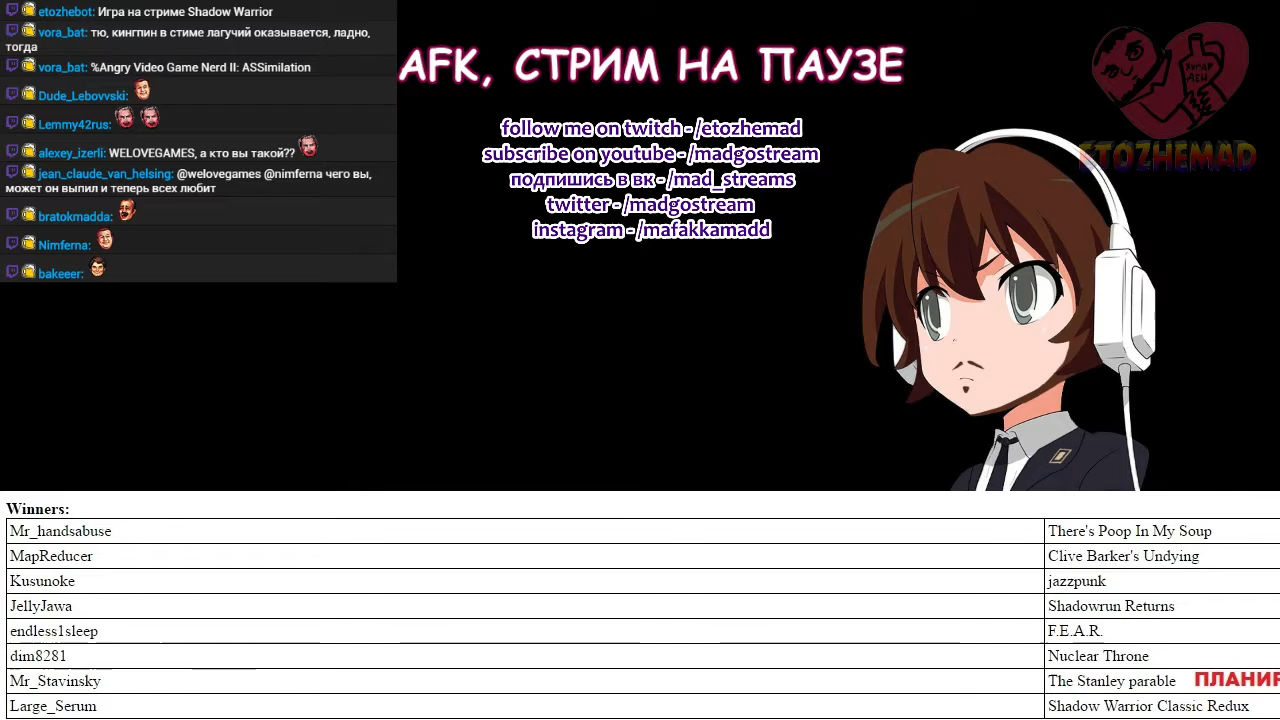 etozhebot: Игра на стриме Shadow Warrior
vora_bat: тю, кингпин в стиме лагучий оказывается, ладно,
тогда
vora_bat: %Angry Video Game Nerd II: ASSimilation
Dude_Lebovvski:
Lemmy42rus:
alexey_izerli: WELOVEGAMES, а кто вы такой??
jean_claude_van_helsing: @welovegames @nimferna чего вы,
может он выпил и теперь всех любит
bratokmadda:
Nimferna:
bakeeer:
AFK, СТРИМ НА ПАУЗЕ
follow me on twitch - /etozhemad
subscribe on youtube - /madgostream
подпишись в вк - /mad_streams
twitter - /madgostream
instagram - /mafakkamadd
ETOZHEMAD
Winners:
Mr_handsabuse There's Poop In My Soup
MapReducer Clive Barker's Undying
Kusunoke jazzpunk
JellyJawa Shadowrun Returns
endless1sleep F.E.A.R.
dim8281 Nuclear Throne
Mr_Stavinsky The Stanley parable ПЛАНИР
Large_Serum Shadow Warrior Classic Redux